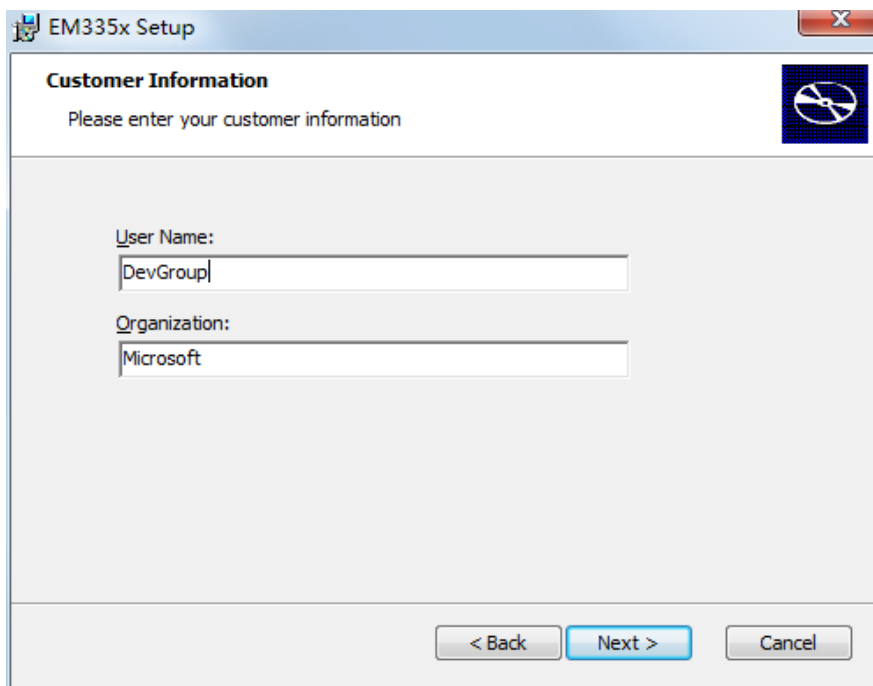 EM335x Setup
Customer Information
Please enter your customer information
User Name:
DevGroup
Organization:
Microsoft
< Back Next > Cancel